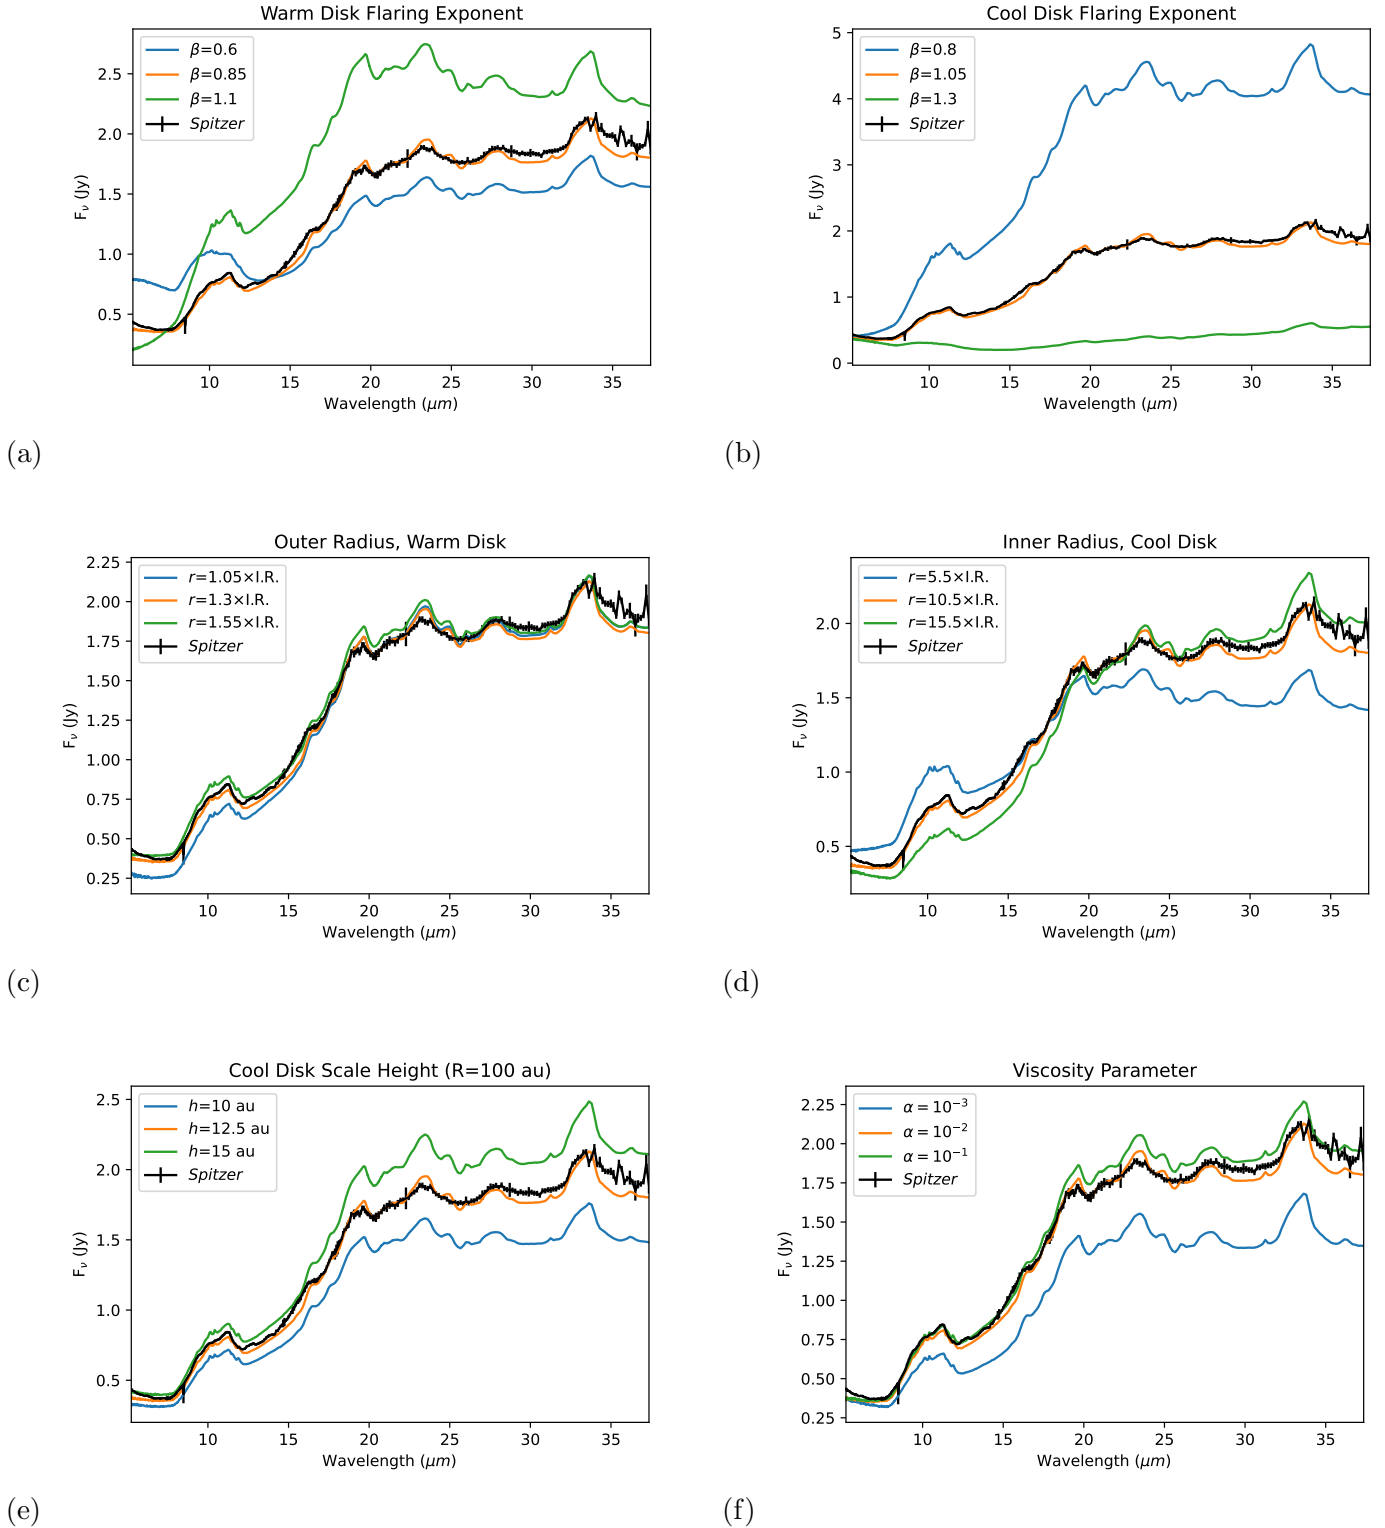 Warm Disk Flaring Exponent
β=0.6
β=0.85
β=1.1
Spitzer
2.5
2.0
1.5
1.0
0.5
Fν (Jy)
10 15 20 25 30 35
Wavelength (μm)
(a)
Cool Disk Flaring Exponent
β=0.8
β=1.05
β=1.3
Spitzer
5
4
3
2
1
0
Fν (Jy)
10 15 20 25 30 35
Wavelength (μm)
(b)
Outer Radius, Warm Disk
r=1.05×I.R.
r=1.3×I.R.
r=1.55×I.R.
Spitzer
2.25
2.00
1.75
1.50
1.25
1.00
0.75
0.50
0.25
Fν (Jy)
10 15 20 25 30 35
Wavelength (μm)
(c)
Inner Radius, Cool Disk
r=5.5×I.R.
r=10.5×I.R.
r=15.5×I.R.
Spitzer
2.0
1.5
1.0
0.5
Fν (Jy)
10 15 20 25 30 35
Wavelength (μm)
(d)
Cool Disk Scale Height (R=100 au)
h=10 au
h=12.5 au
h=15 au
Spitzer
2.5
2.0
1.5
1.0
0.5
Fν (Jy)
10 15 20 25 30 35
Wavelength (μm)
(e)
Viscosity Parameter
α = 10⁻³
α = 10⁻²
α = 10⁻¹
Spitzer
2.25
2.00
1.75
1.50
1.25
1.00
0.75
0.50
0.25
Fν (Jy)
10 15 20 25 30 35
Wavelength (μm)
(f)